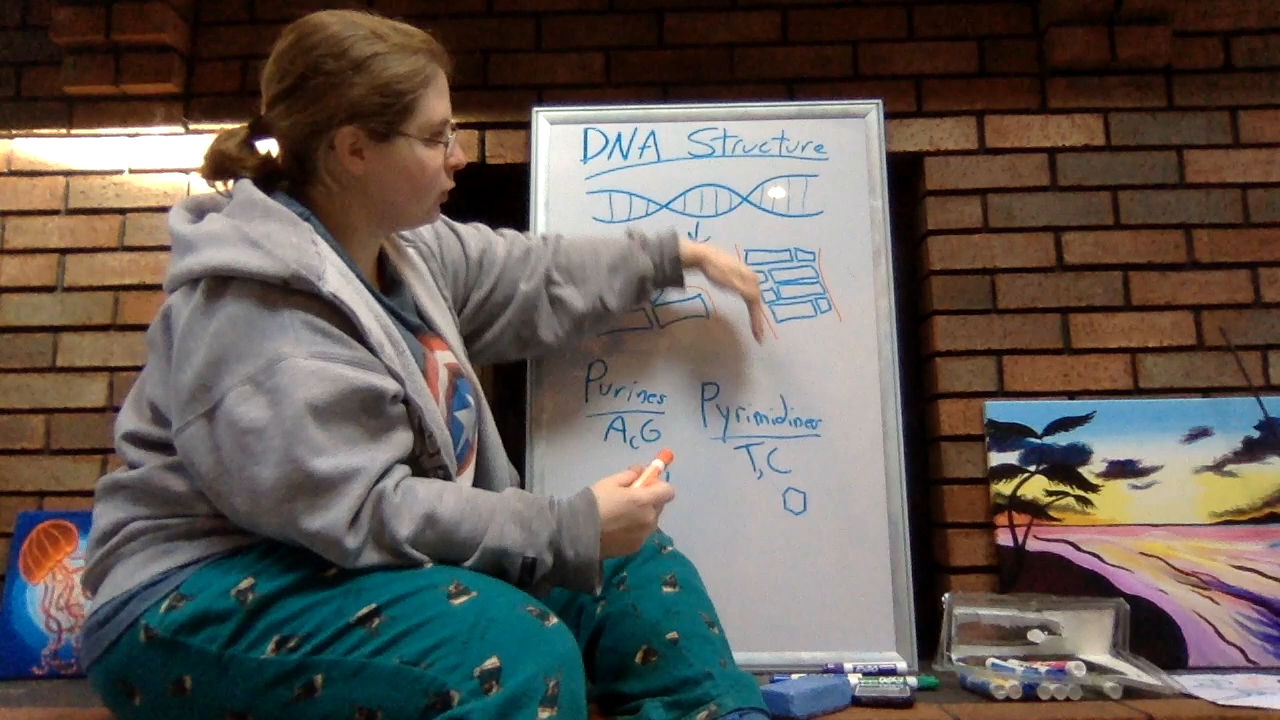 DNA Structure
Purines
A, G
Pyrimidines
T, C